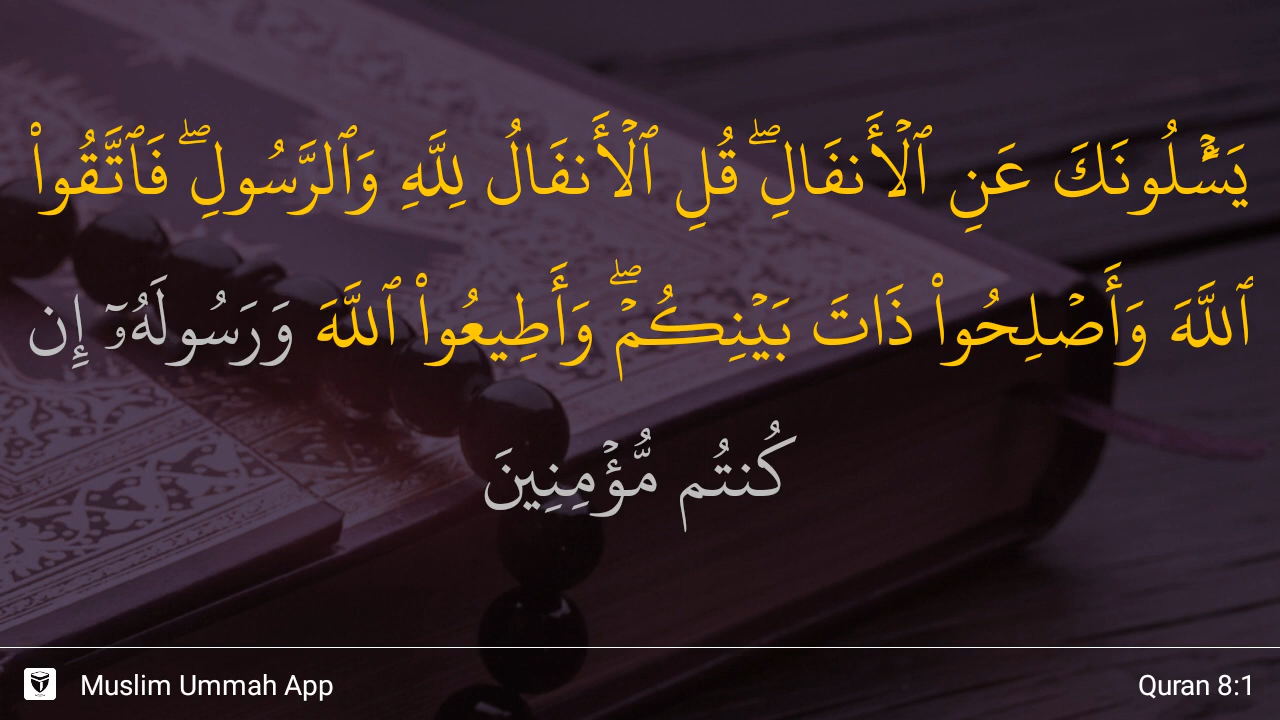 يَسْـَٔلُونَكَ عَنِ ٱلْأَنفَالِ ۖ قُلِ ٱلْأَنفَالُ لِلَّهِ وَٱلرَّسُولِ ۖ فَٱتَّقُوا۟
ٱللَّهَ وَأَصْلِحُوا۟ ذَاتَ بَيْنِكُمْ ۖ وَأَطِيعُوا۟ ٱللَّهَ وَرَسُولَهُۥٓ إِن
كُنتُم مُّؤْمِنِينَ
Muslim Ummah App
Quran 8:1